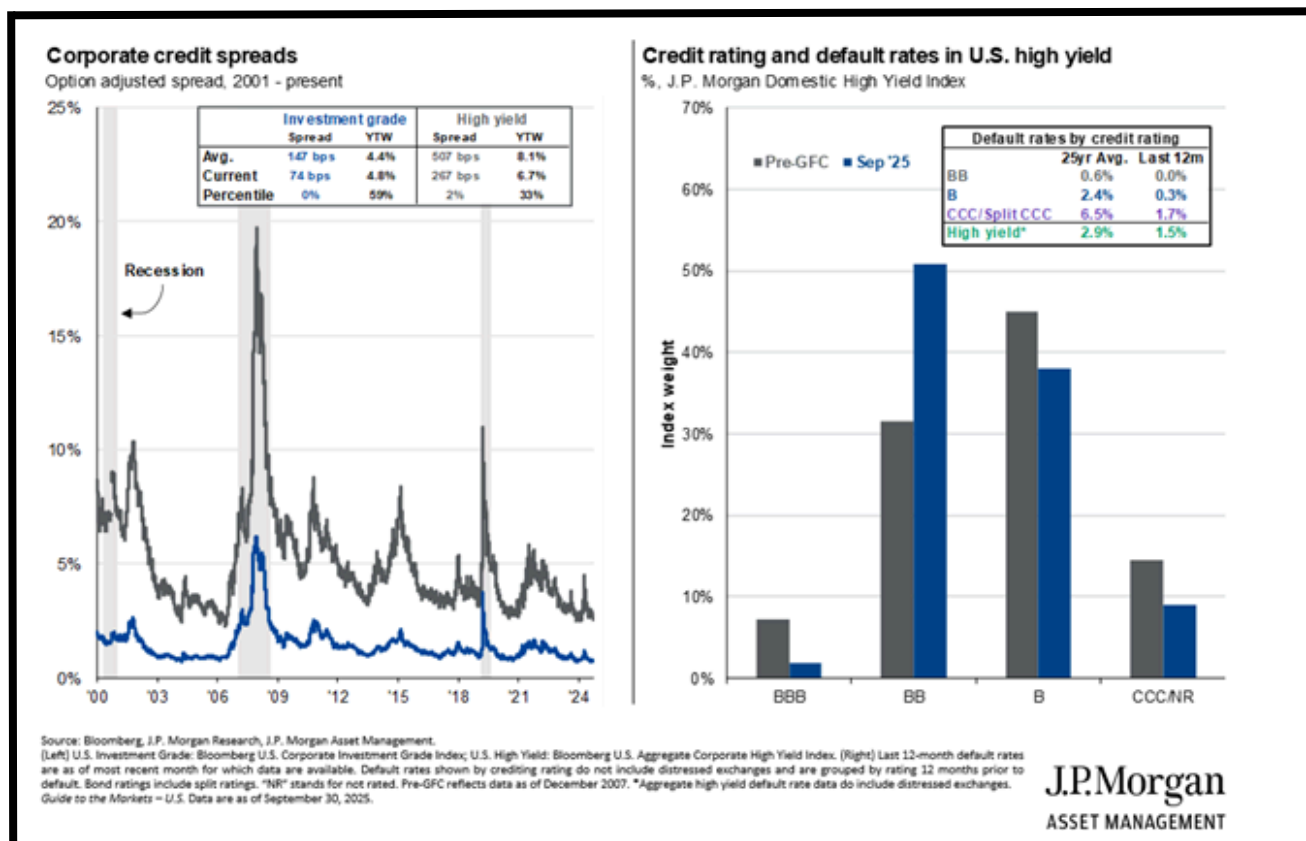 Corporate credit spreads
Option adjusted spread, 2001 - present
25%
20%
15%
10%
5%
0%
Investment grade High yield
Spread YTW Spread YTW
Avg. 147 bps 4.4% 507 bps 8.1%
Current 74 bps 4.8% 267 bps 6.7%
Percentile 0% 59% 2% 33%
Recession
'00 '03 '06 '09 '12 '15 '18 '21 '24
Credit rating and default rates in U.S. high yield
%, J.P. Morgan Domestic High Yield Index
70%
60%
50%
40%
30%
20%
10%
0%
Index weight
Pre-GFC Sep '25
Default rates by credit rating
25yr Avg. Last 12m
BB 0.6% 0.0%
B 2.4% 0.3%
CCC/Split CCC 6.5% 1.7%
High yield* 2.9% 1.5%
BBB BB B CCC/NR
Source: Bloomberg, J.P. Morgan Research, J.P. Morgan Asset Management.
(Left) U.S. Investment Grade: Bloomberg U.S. Corporate Investment Grade Index; U.S. High Yield: Bloomberg U.S. Aggregate Corporate High Yield Index. (Right) Last 12-month default rates
are as of most recent month for which data are available. Default rates shown by crediting rating do not include distressed exchanges and are grouped by rating 12 months prior to
default. Bond ratings include split ratings. "NR" stands for not rated. Pre-GFC reflects data as of December 2007. *Aggregate high yield default rate data do include distressed exchanges.
Guide to the Markets – U.S. Data are as of September 30, 2025.
J.P.Morgan
ASSET MANAGEMENT